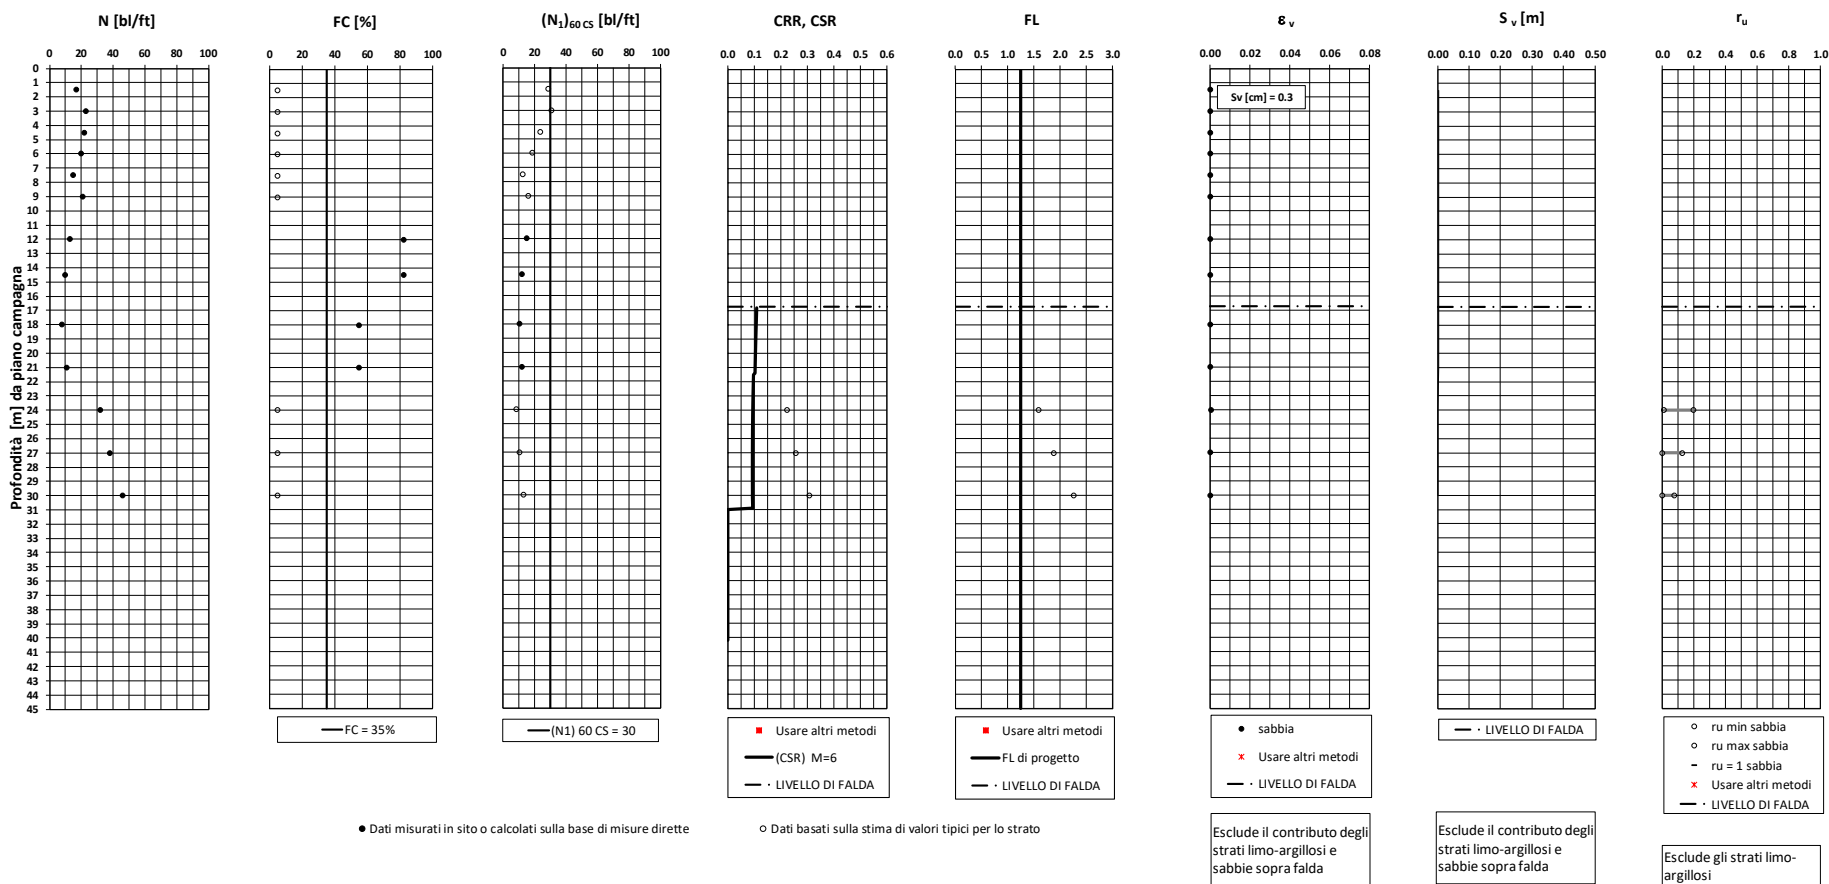 N [bl/ft] FC [%] (N₁)₆₀ CS [bl/ft] CRR, CSR FL ε v S v [m] r u
0 20 40 60 80 100 0 20 40 60 80 100 0 20 40 60 80 100 0.0 0.1 0.2 0.3 0.4 0.5 0.6 0.0 0.5 1.0 1.5 2.0 2.5 3.0 0.00 0.02 0.04 0.06 0.08 0.00 0.10 0.20 0.30 0.40 0.50 0.0 0.2 0.4 0.6 0.8 1.0
Profondità [m] da piano campagna
0
1
2
3
4
5
6
7
8
9
10
11
12
13
14
15
16
17
18
19
20
21
22
23
24
25
26
27
28
29
30
31
32
33
34
35
36
37
38
39
40
41
42
43
44
45
Sv [cm] = 0.3
FC = 35%
(N1) 60 CS = 30
Usare altri metodi
(CSR) M=6
LIVELLO DI FALDA
Usare altri metodi
FL di progetto
LIVELLO DI FALDA
sabbia
Usare altri metodi
LIVELLO DI FALDA
LIVELLO DI FALDA
ru min sabbia
ru max sabbia
ru = 1 sabbia
Usare altri metodi
LIVELLO DI FALDA
Dati misurati in sito o calcolati sulla base di misure dirette
Dati basati sulla stima di valori tipici per lo strato
Esclude il contributo degli
strati limo-argillosi e
sabbie sopra falda
Esclude il contributo degli
strati limo-argillosi e
sabbie sopra falda
Esclude gli strati limo-
argillosi